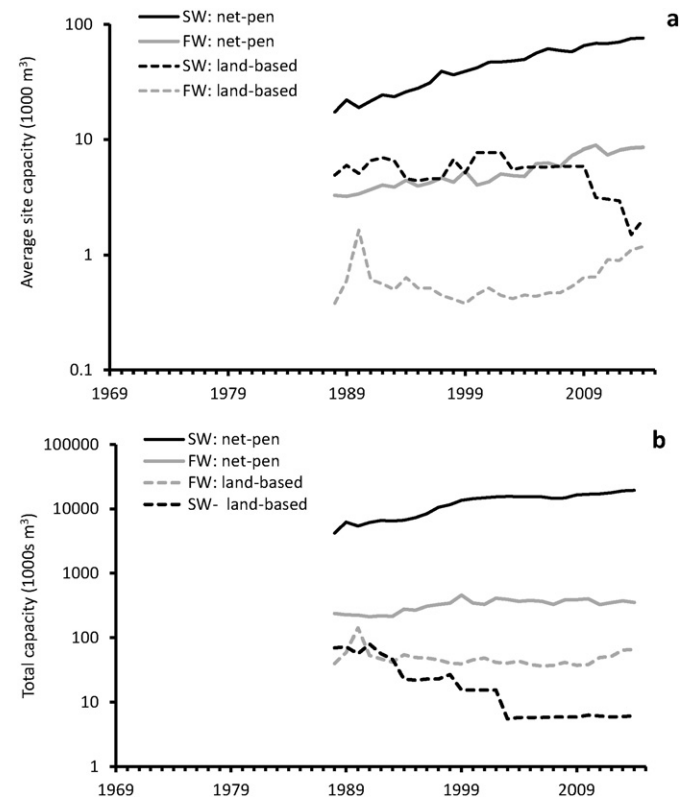 a
SW: net-pen
FW: net-pen
SW: land-based
FW: land-based
Average site capacity (1000 m³)
100
10
1
0.1
1969 1979 1989 1999 2009
b
SW: net-pen
FW: net-pen
FW: land-based
SW- land-based
Total capacity (1000s m³)
100000
10000
1000
100
10
1
1969 1979 1989 1999 2009